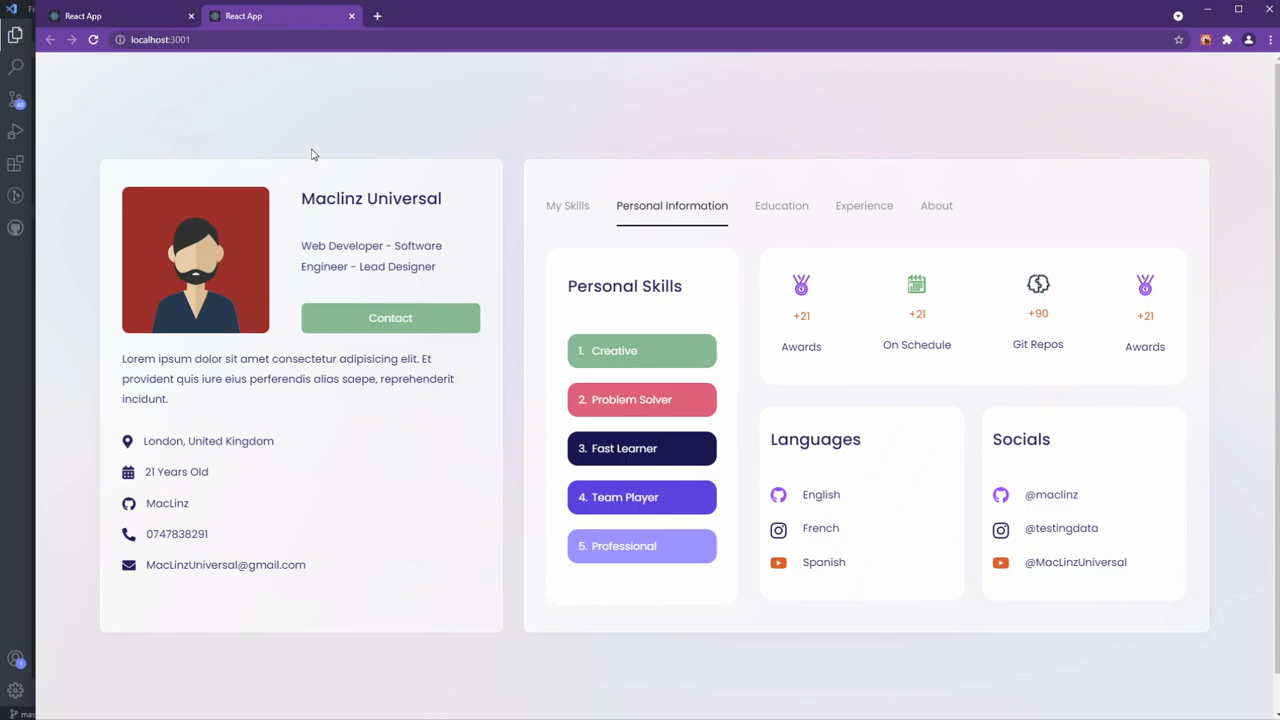 React App
React App
localhost:3001
Maclinz Universal
Web Developer - Software
Engineer - Lead Designer
Contact
Lorem ipsum dolor sit amet consectetur adipisicing elit. Et
provident quis iure eius perferendis alias saepe, reprehenderit
incidunt.
London, United Kingdom
21 Years Old
MacLinz
0747838291
MacLinzUniversal@gmail.com
My Skills
Personal Information
Education
Experience
About
Personal Skills
1. Creative
2. Problem Solver
3. Fast Learner
4. Team Player
5. Professional
+21
Awards
+21
On Schedule
+90
Git Repos
+21
Awards
Languages
English
French
Spanish
Socials
@maclinz
@testingdata
@MacLinzUniversal